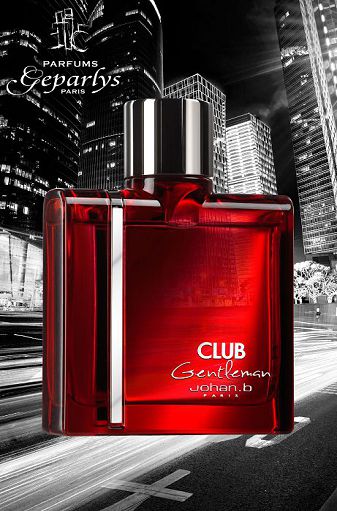 PARFUMS
Geparlys
PARIS
CLUB
Gentleman
Johan.b
PARIS